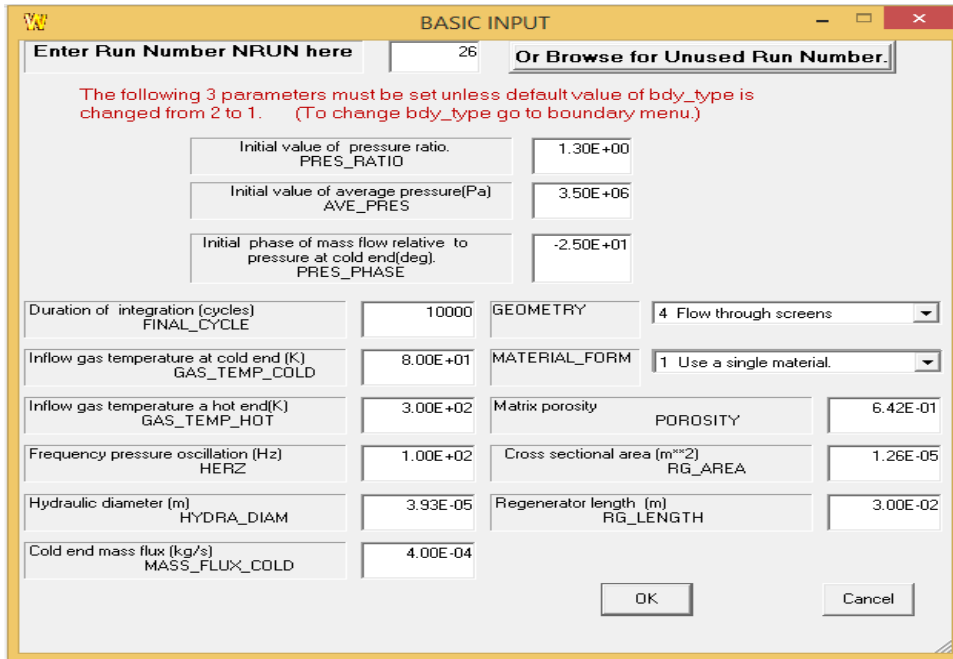 BASIC INPUT
Enter Run Number NRUN here 26 Or Browse for Unused Run Number.
The following 3 parameters must be set unless default value of bdy_type is
changed from 2 to 1. (To change bdy_type go to boundary menu.)
Initial value of pressure ratio.
PRES_RATIO
1.30E+00
Initial value of average pressure(Pa)
AVE_PRES
3.50E+06
Initial phase of mass flow relative to
pressure at cold end(deg).
PRES_PHASE
-2.50E+01
Duration of integration (cycles)
FINAL_CYCLE
10000
GEOMETRY
4 Flow through screens
Inflow gas temperature at cold end (K)
GAS_TEMP_COLD
8.00E+01
MATERIAL_FORM
1 Use a single material.
Inflow gas temperature a hot end(K)
GAS_TEMP_HOT
3.00E+02
Matrix porosity
POROSITY
6.42E-01
Frequency pressure oscillation (Hz)
HERZ
1.00E+02
Cross sectional area (m**2)
RG_AREA
1.26E-05
Hydraulic diameter (m)
HYDRA_DIAM
3.93E-05
Regenerator length (m)
RG_LENGTH
3.00E-02
Cold end mass flux (kg/s)
MASS_FLUX_COLD
4.00E-04
OK
Cancel